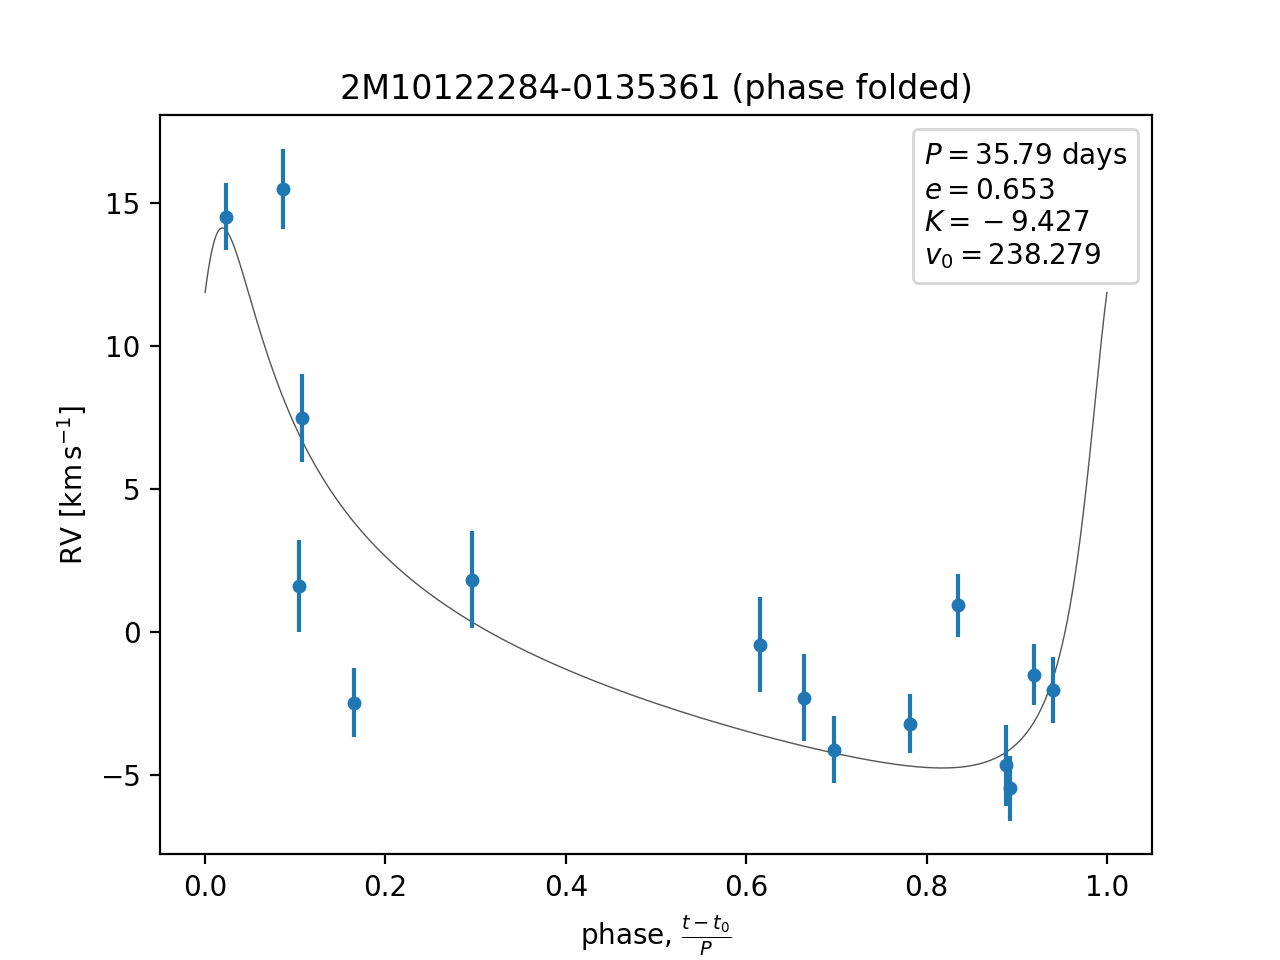 2M10122284-0135361 (phase folded)
P = 35.79 days
e = 0.653
K = −9.427
v₀ = 238.279
RV [km s⁻¹]
15
10
5
0
−5
0.0 0.2 0.4 0.6 0.8 1.0
phase, (t − t₀)/P